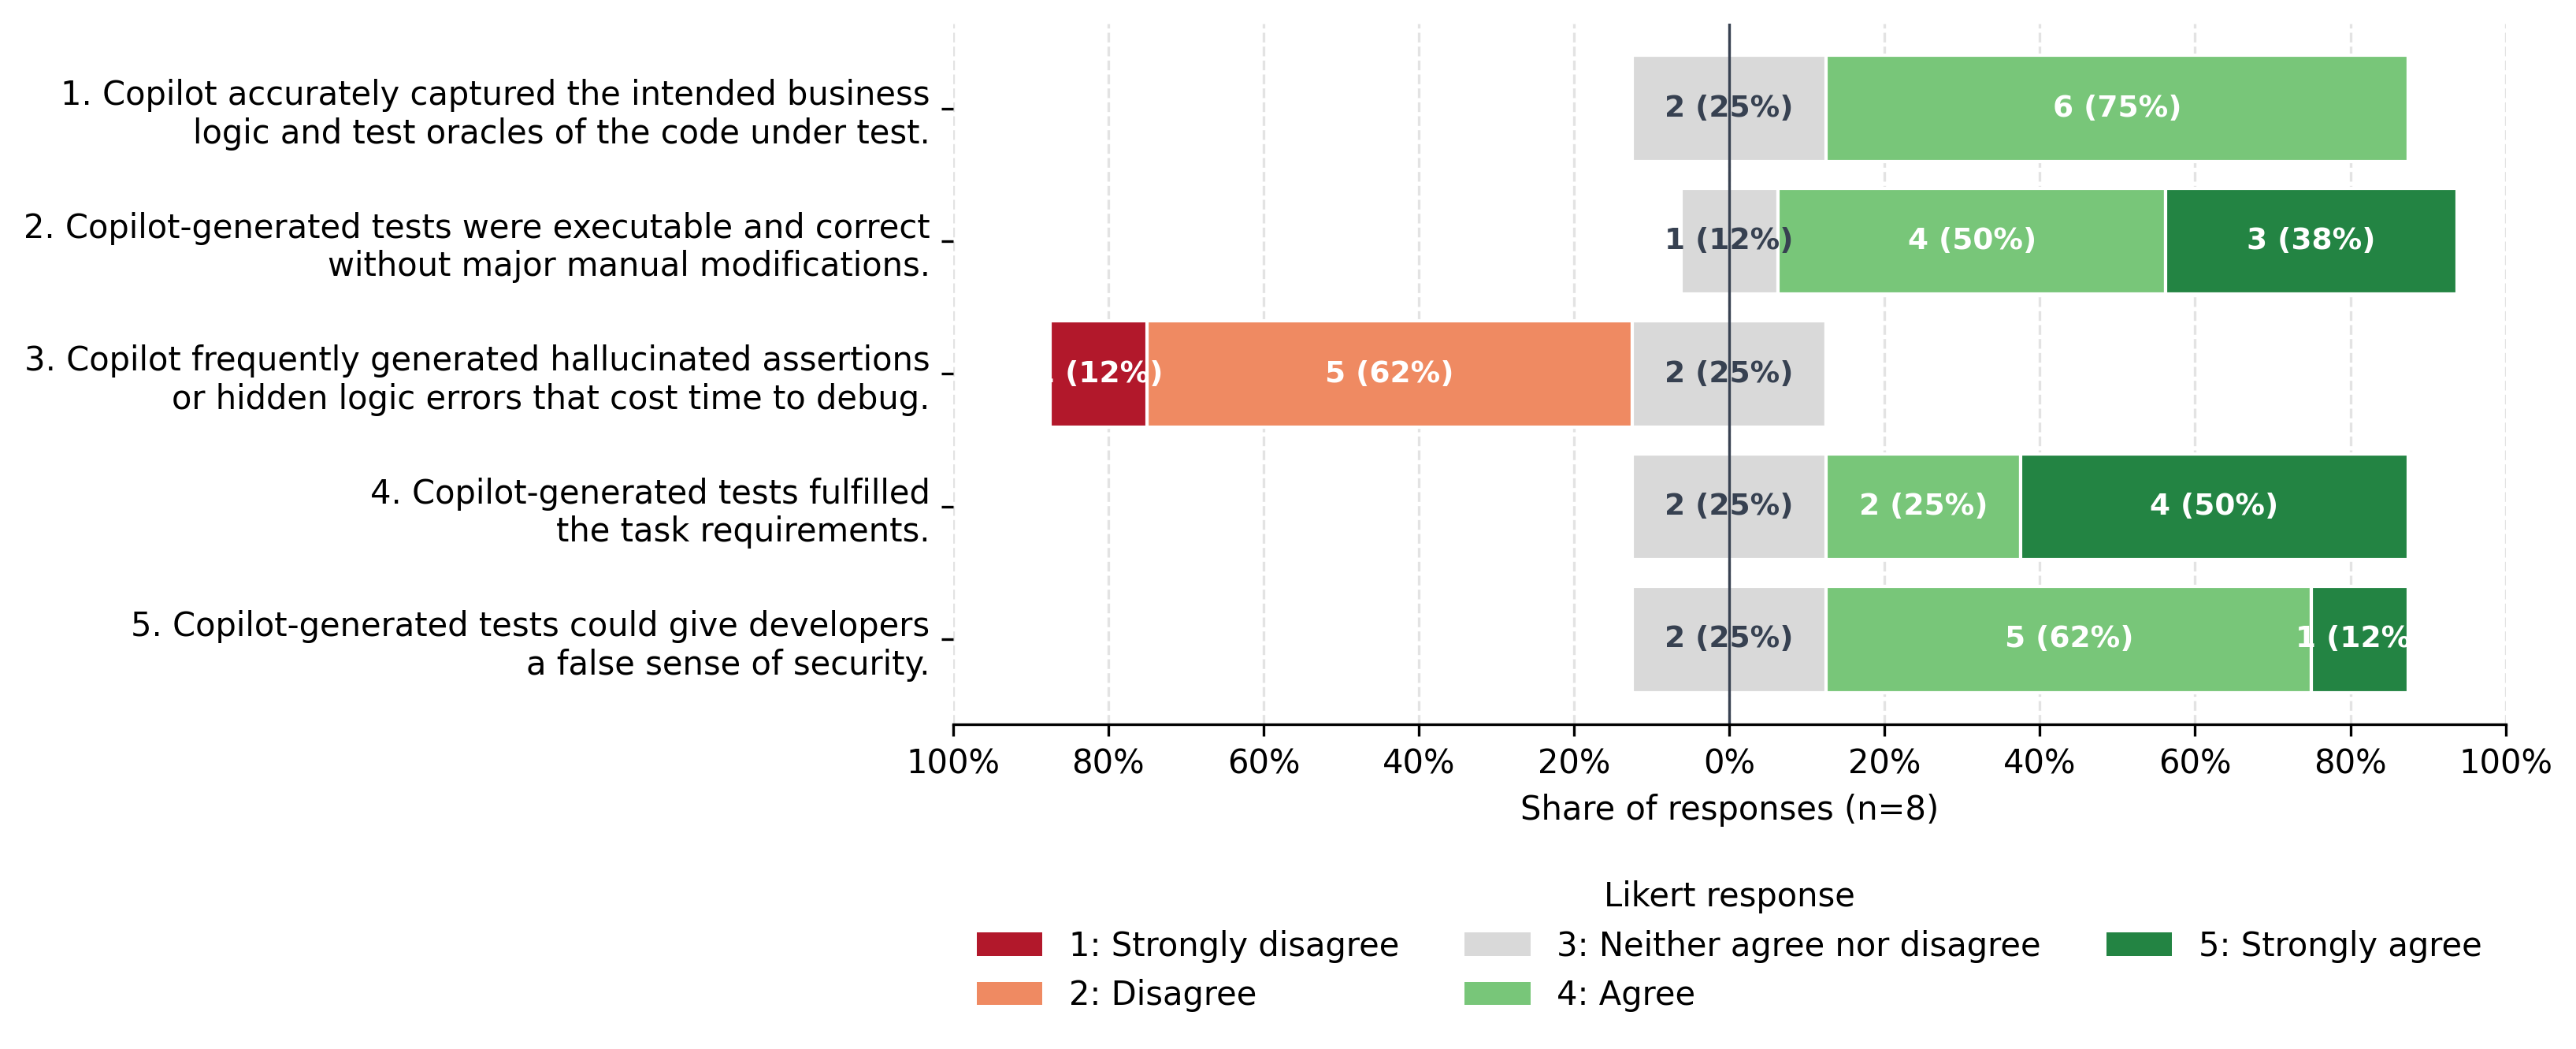 1. Copilot accurately captured the intended business
logic and test oracles of the code under test.
2 (25%)
6 (75%)
2. Copilot-generated tests were executable and correct
without major manual modifications.
1 (12%)
4 (50%)
3 (38%)
3. Copilot frequently generated hallucinated assertions
or hidden logic errors that cost time to debug.
(12%)
5 (62%)
2 (25%)
4. Copilot-generated tests fulfilled
the task requirements.
2 (25%)
2 (25%)
4 (50%)
5. Copilot-generated tests could give developers
a false sense of security.
2 (25%)
5 (62%)
1 (12%
100%
80%
60%
40%
20%
0%
20%
40%
60%
80%
100%
Share of responses (n=8)
Likert response
1: Strongly disagree
2: Disagree
3: Neither agree nor disagree
4: Agree
5: Strongly agree